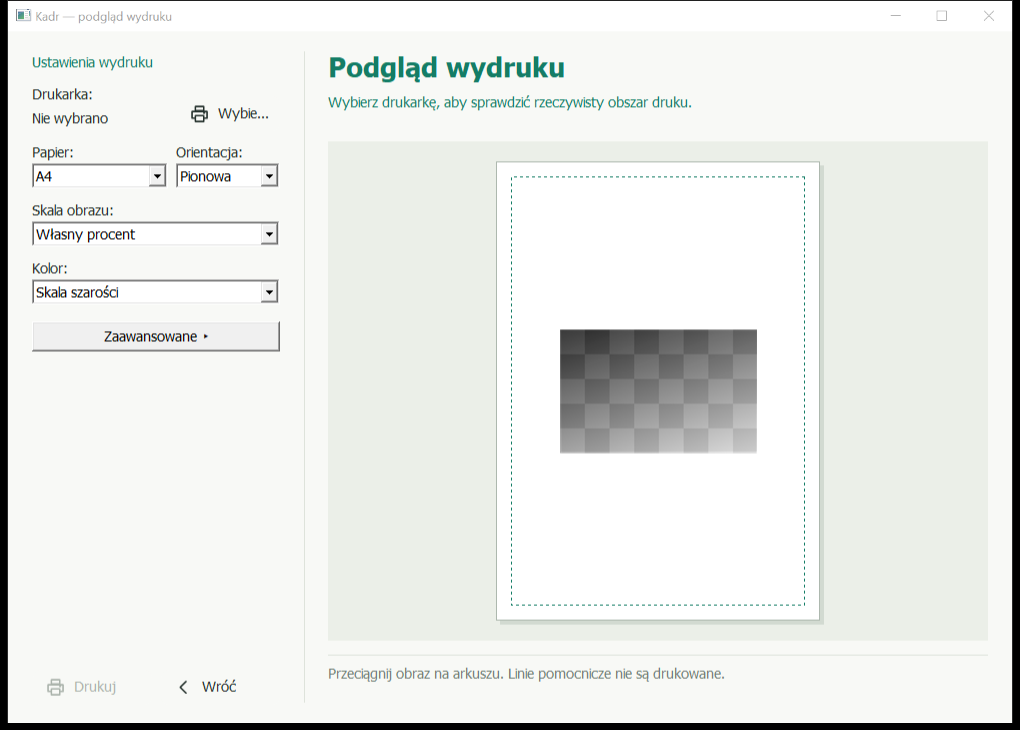 Kadr — podgląd wydruku
Ustawienia wydruku
Drukarka:
Nie wybrano
Wybie...
Papier:
Orientacja:
A4
Pionowa
Skala obrazu:
Własny procent
Kolor:
Skala szarości
Zaawansowane ‣
Drukuj
Wróć
Podgląd wydruku
Wybierz drukarkę, aby sprawdzić rzeczywisty obszar druku.
Przeciągnij obraz na arkuszu. Linie pomocnicze nie są drukowane.